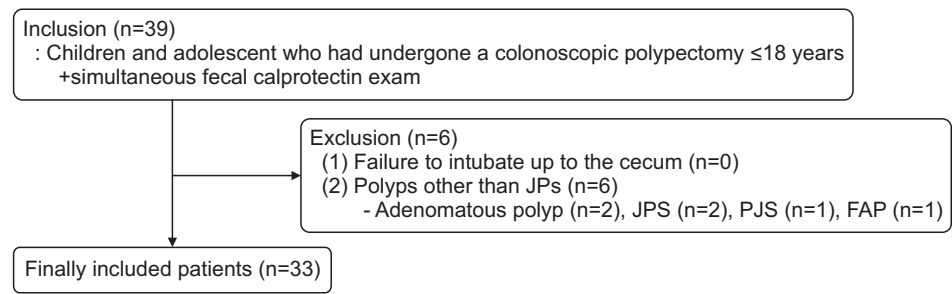 Inclusion (n=39)
: Children and adolescent who had undergone a colonoscopic polypectomy ≤18 years
+simultaneous fecal calprotectin exam
Exclusion (n=6)
(1) Failure to intubate up to the cecum (n=0)
(2) Polyps other than JPs (n=6)
- Adenomatous polyp (n=2), JPS (n=2), PJS (n=1), FAP (n=1)
Finally included patients (n=33)